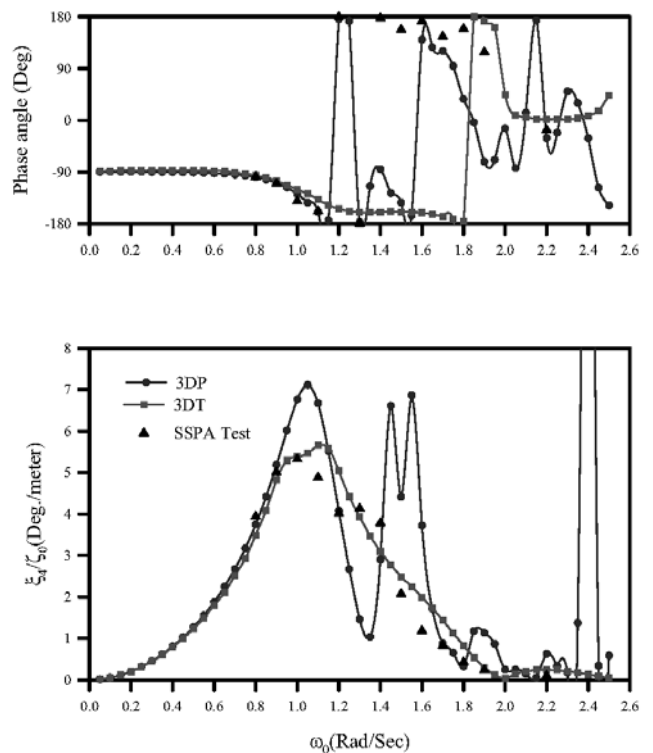 180
90
0
-90
-180
Phase angle (Deg)
0.0 0.2 0.4 0.6 0.8 1.0 1.2 1.4 1.6 1.8 2.0 2.2 2.4 2.6
8
7
6
5
4
3
2
1
0
ξ4/ζ0(Deg./meter)
3DP
3DT
SSPA Test
0.0 0.2 0.4 0.6 0.8 1.0 1.2 1.4 1.6 1.8 2.0 2.2 2.4 2.6
ω0(Rad/Sec)